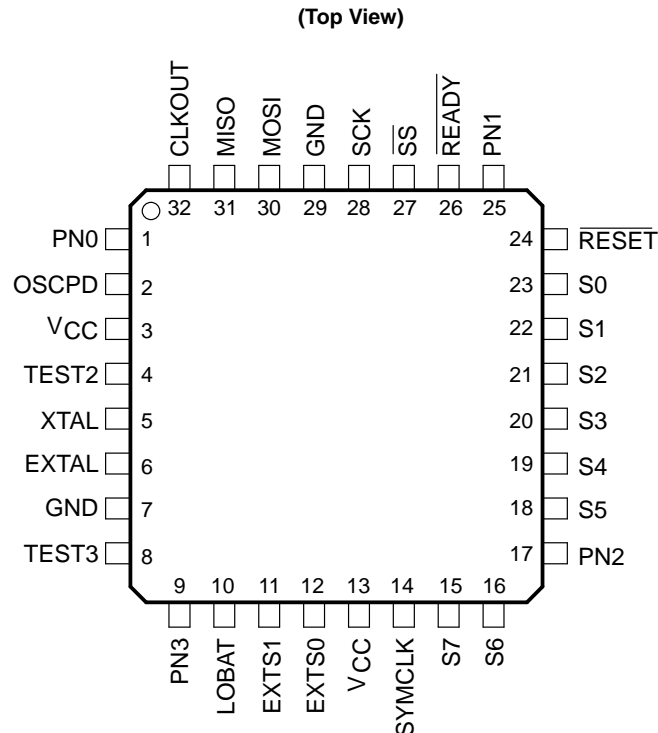 (Top View)
CLKOUT
MISO
MOSI
GND
SCK
S̅S̅
R̅E̅A̅D̅Y̅
PN1
32 31 30 29 28 27 26 25
PN0 1
OSCPD 2
VCC 3
TEST2 4
XTAL 5
EXTAL 6
GND 7
TEST3 8
24 R̅E̅S̅E̅T̅
23 S0
22 S1
21 S2
20 S3
19 S4
18 S5
17 PN2
9 10 11 12 13 14 15 16
PN3
LOBAT
EXTS1
EXTS0
VCC
SYMCLK
S7
S6